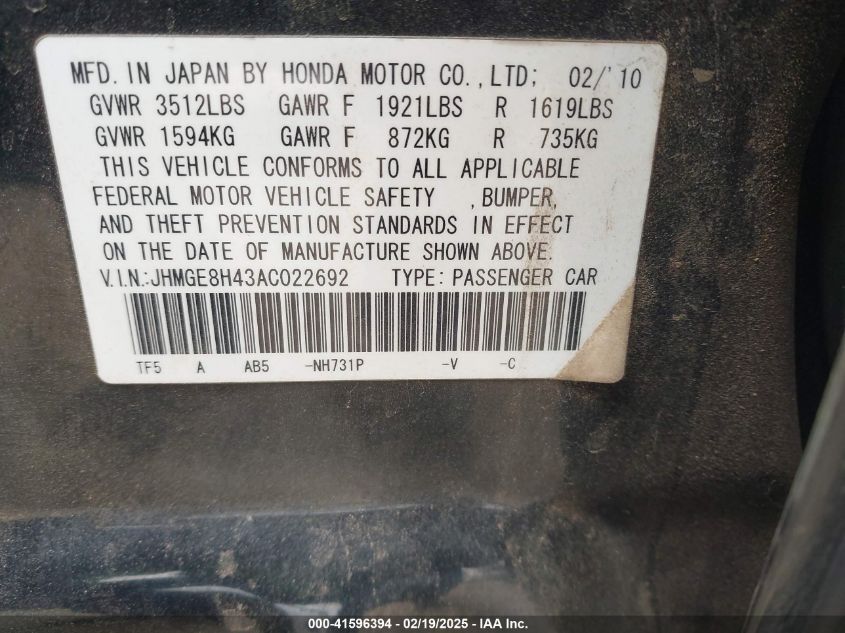 MFD. IN JAPAN BY HONDA MOTOR CO.,LTD; 02/'10
GVWR 3512LBS GAWR F 1921LBS R 1619LBS
GVWR 1594KG GAWR F 872KG R 735KG
THIS VEHICLE CONFORMS TO ALL APPLICABLE
FEDERAL MOTOR VEHICLE SAFETY ,BUMPER,
AND THEFT PREVENTION STANDARDS IN EFFECT
ON THE DATE OF MANUFACTURE SHOWN ABOVE.
V.I.N.:JHMGE8H43AC022692 TYPE: PASSENGER CAR
TF5 A AB5 -NH731P -V -C
000-41596394 - 02/19/2025 - IAA Inc.